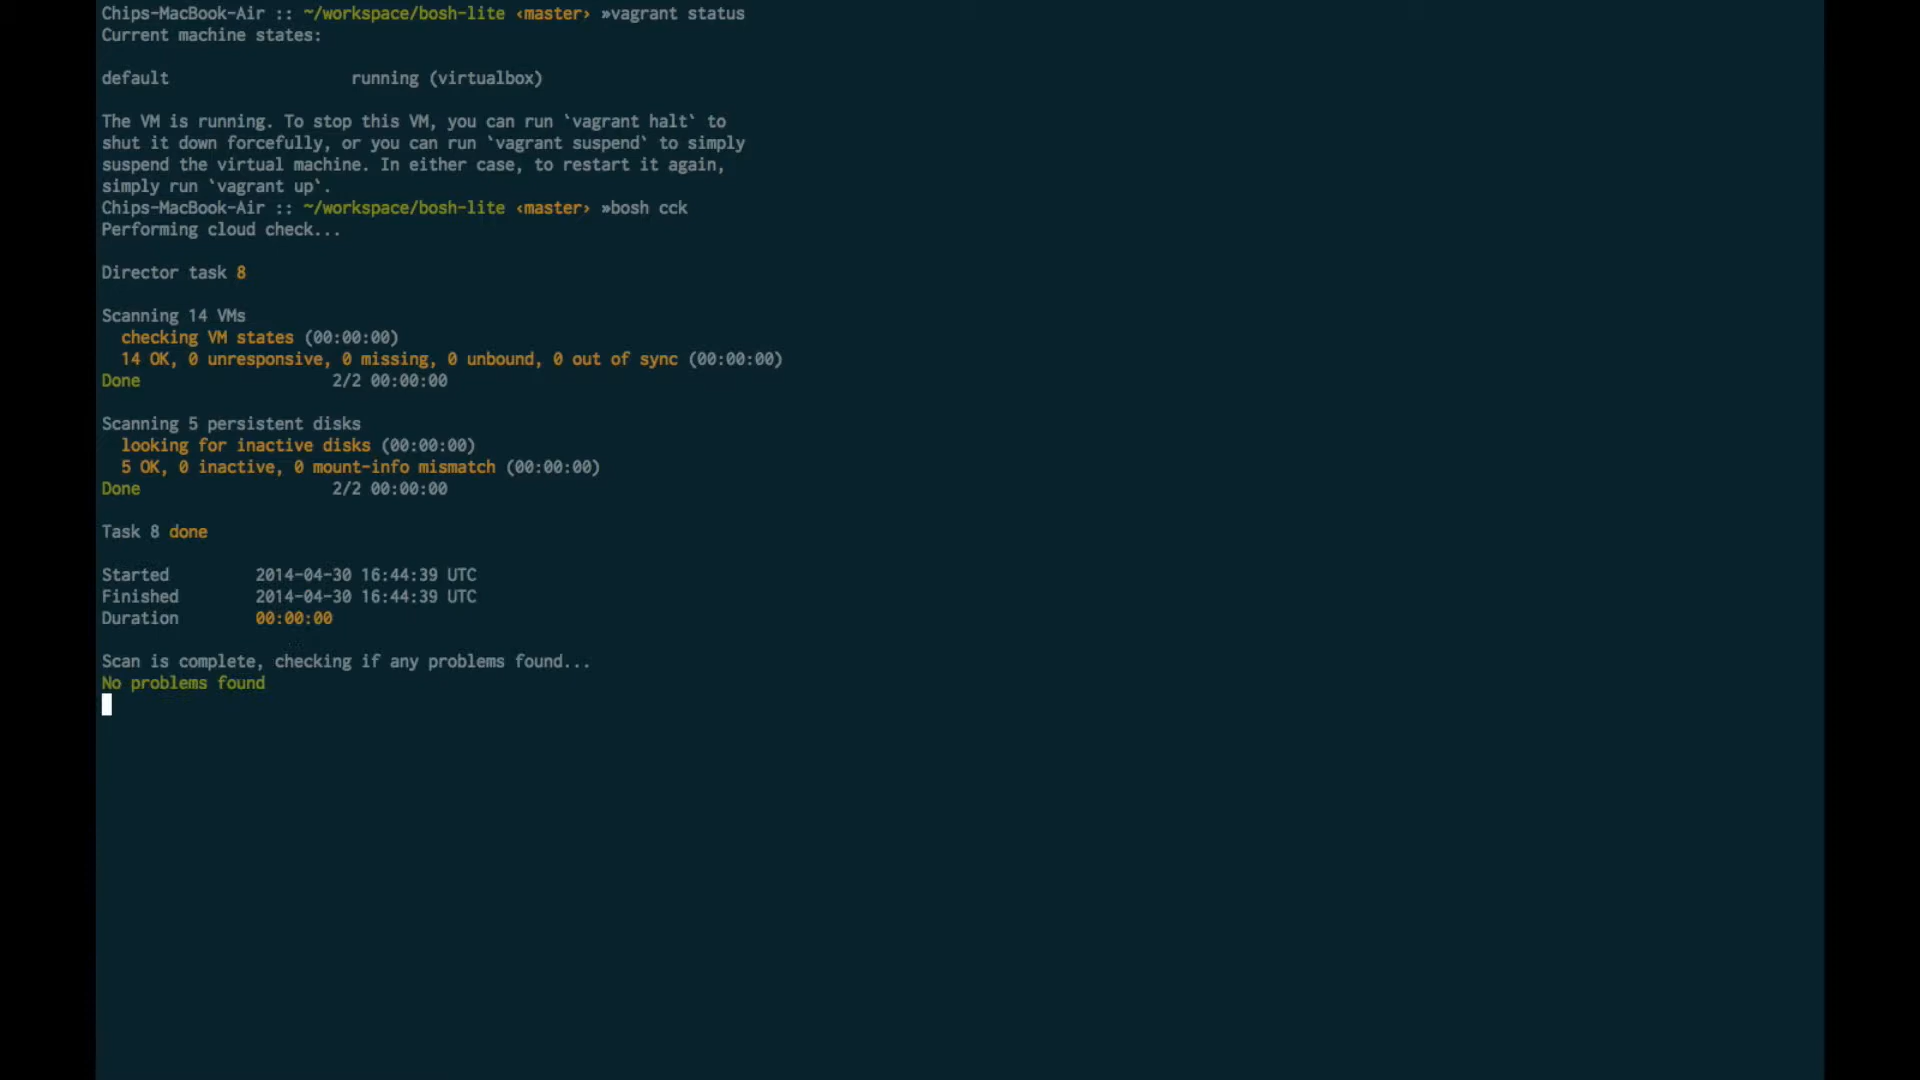 Chips-MacBook-Air :: ~/workspace/bosh-lite ‹master› »vagrant status
Current machine states:
default                   running (virtualbox)
The VM is running. To stop this VM, you can run `vagrant halt` to
shut it down forcefully, or you can run `vagrant suspend` to simply
suspend the virtual machine. In either case, to restart it again,
simply run `vagrant up`.
Chips-MacBook-Air :: ~/workspace/bosh-lite ‹master› »bosh cck
Performing cloud check...
Director task 8
Scanning 14 VMs
  checking VM states (00:00:00)
  14 OK, 0 unresponsive, 0 missing, 0 unbound, 0 out of sync (00:00:00)
Done                    2/2 00:00:00
Scanning 5 persistent disks
  looking for inactive disks (00:00:00)
  5 OK, 0 inactive, 0 mount-info mismatch (00:00:00)
Done                    2/2 00:00:00
Task 8 done
Started         2014-04-30 16:44:39 UTC
Finished        2014-04-30 16:44:39 UTC
Duration        00:00:00
Scan is complete, checking if any problems found...
No problems found